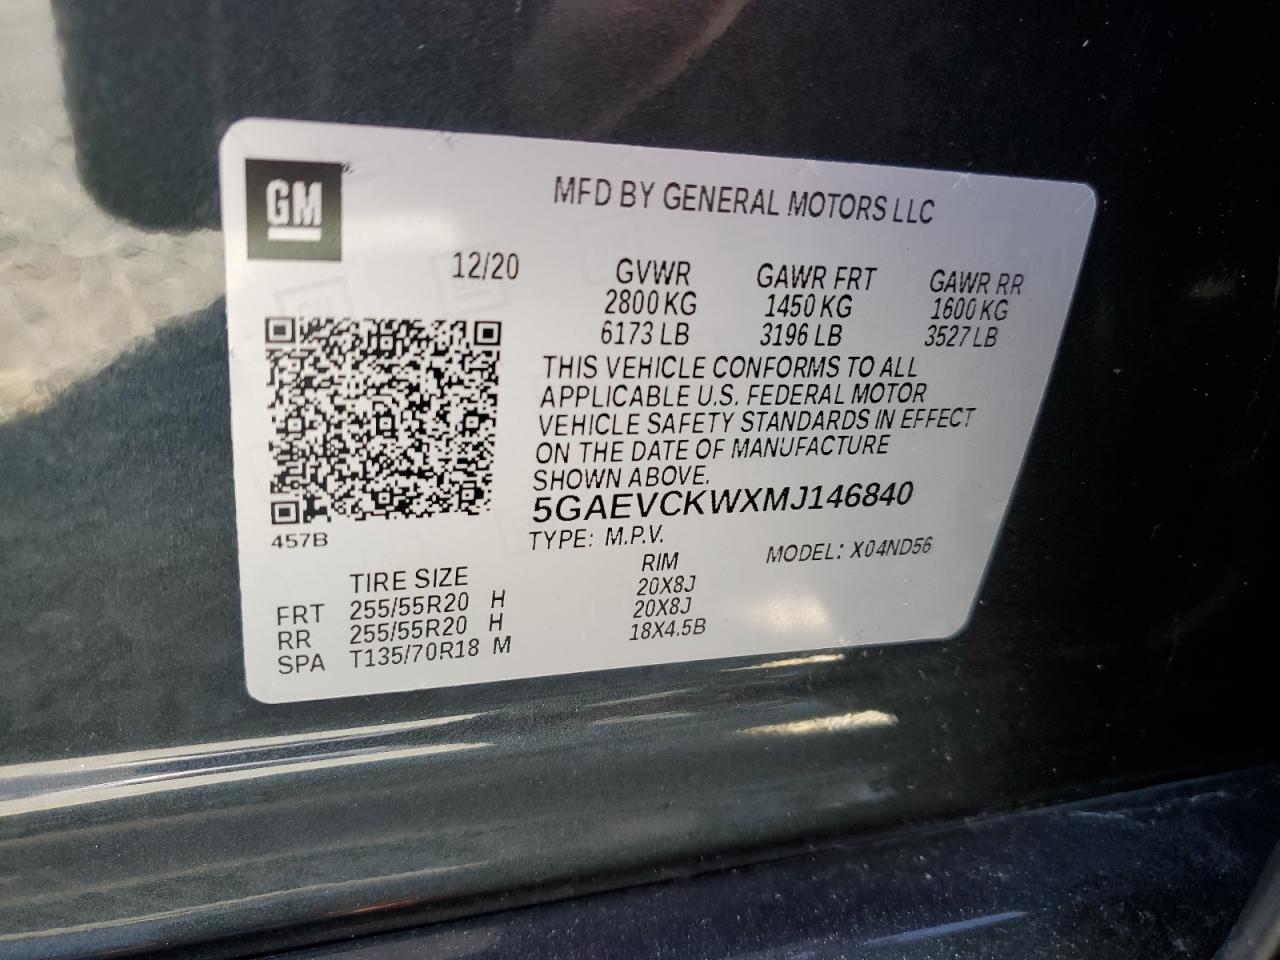 GM
MFD BY GENERAL MOTORS LLC
12/20 GVWR GAWR FRT GAWR RR
2800 KG 1450 KG 1600 KG
6173 LB 3196 LB 3527 LB
THIS VEHICLE CONFORMS TO ALL
APPLICABLE U.S. FEDERAL MOTOR
VEHICLE SAFETY STANDARDS IN EFFECT
ON THE DATE OF MANUFACTURE
SHOWN ABOVE.
5GAEVCKWXMJ146840
457B
TYPE: M.P.V. MODEL: X04ND56
TIRE SIZE RIM
FRT 255/55R20 H 20X8J
RR 255/55R20 H 20X8J
SPA T135/70R18 M 18X4.5B